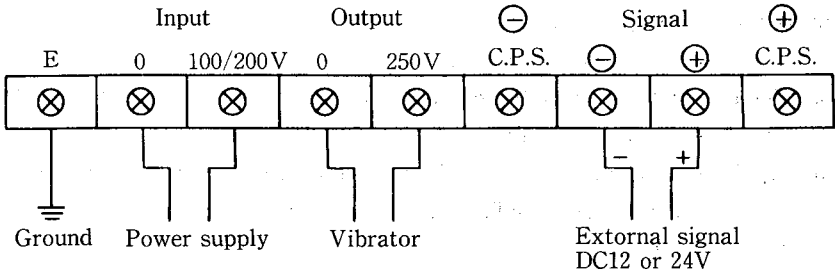 Input Output ⊖ Signal ⊕
E 0 100/200V 0 250V C.P.S. ⊖ ⊕ C.P.S.
− +
Ground Power supply Vibrator Extornal signal
DC12 or 24V